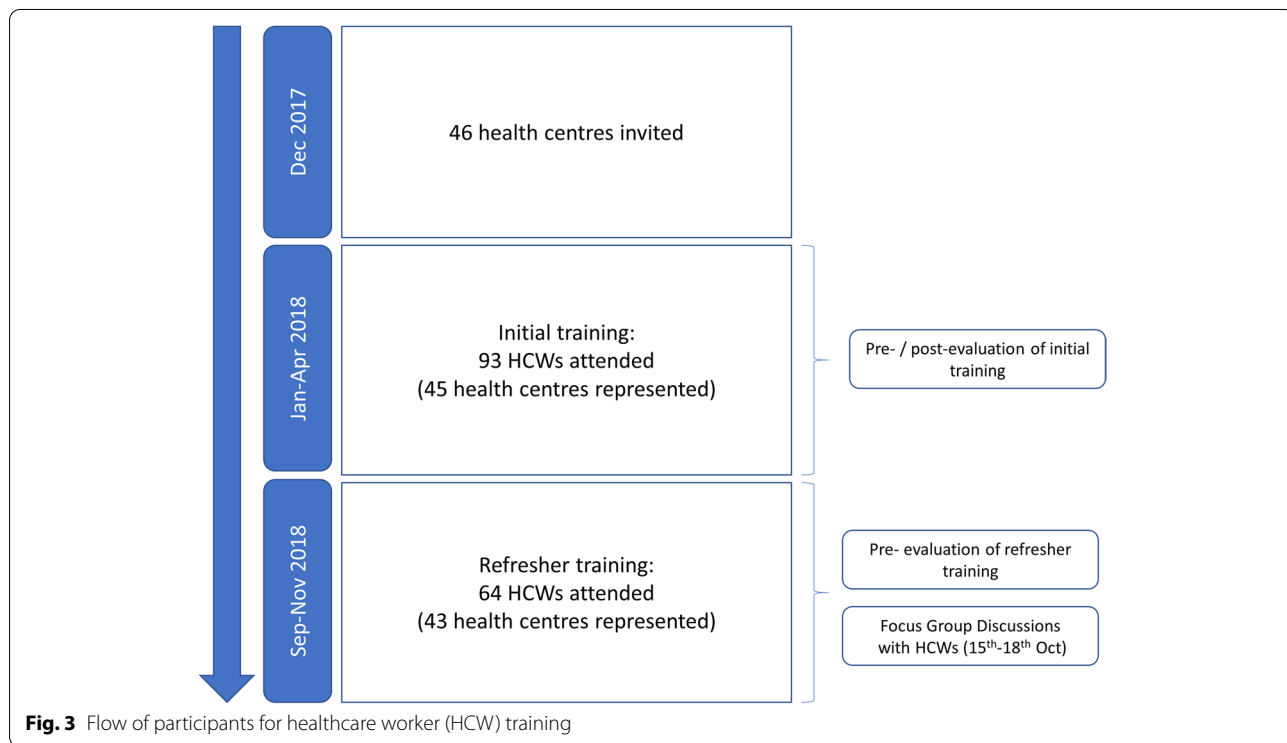 Dec 2017
46 health centres invited
Jan-Apr 2018
Initial training:
93 HCWs attended
(45 health centres represented)
Pre- / post-evaluation of initial
training
Sep-Nov 2018
Refresher training:
64 HCWs attended
(43 health centres represented)
Pre- evaluation of refresher
training
Focus Group Discussions
with HCWs (15th-18th Oct)
Fig. 3 Flow of participants for healthcare worker (HCW) training